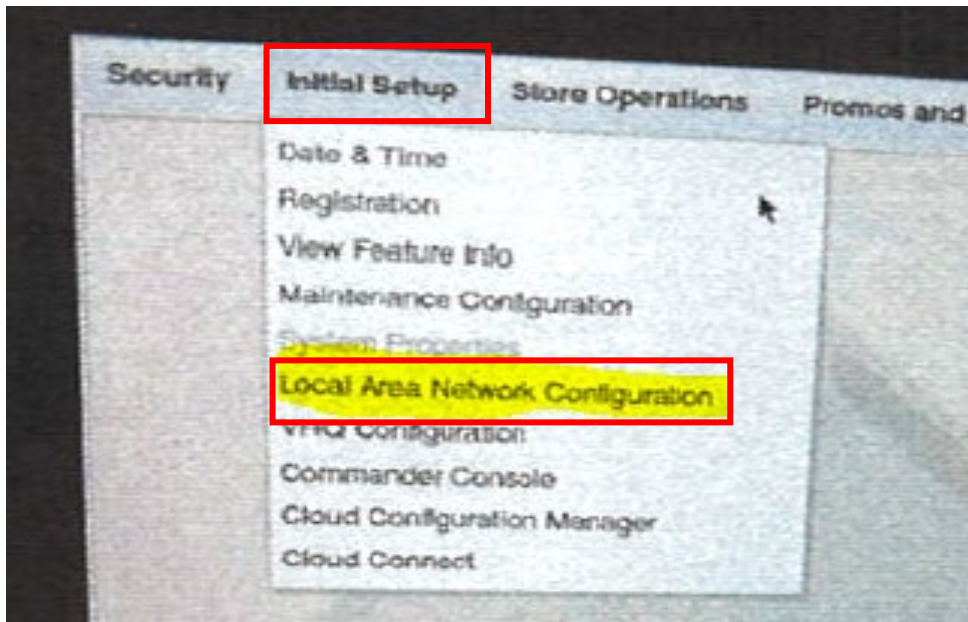 Security Initial Setup Store Operations Promos and
Date & Time
Registration
View Feature Info
Maintenance Configuration
System Properties
Local Area Network Configuration
VHQ Configuration
Commander Console
Cloud Configuration Manager
Cloud Connect